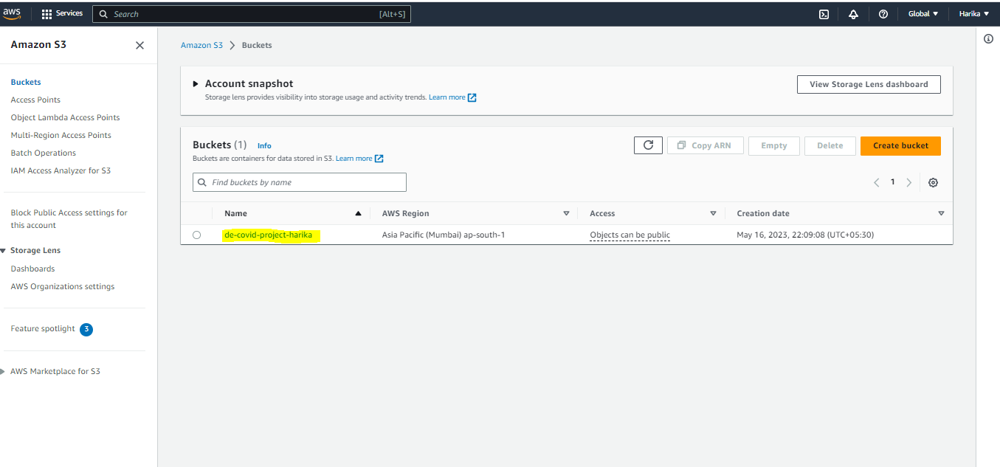 aws Services Search [Alt+S] Global Harika
Amazon S3
Buckets
Access Points
Object Lambda Access Points
Multi-Region Access Points
Batch Operations
IAM Access Analyzer for S3
Block Public Access settings for
this account
Storage Lens
Dashboards
AWS Organizations settings
Feature spotlight 3
AWS Marketplace for S3
Amazon S3 Buckets
Account snapshot
Storage lens provides visibility into storage usage and activity trends. Learn more
View Storage Lens dashboard
Buckets (1) Info
Buckets are containers for data stored in S3. Learn more
Copy ARN Empty Delete Create bucket
Find buckets by name
1
Name AWS Region Access Creation date
de-covid-project-harika Asia Pacific (Mumbai) ap-south-1 Objects can be public May 16, 2023, 22:09:08 (UTC+05:30)